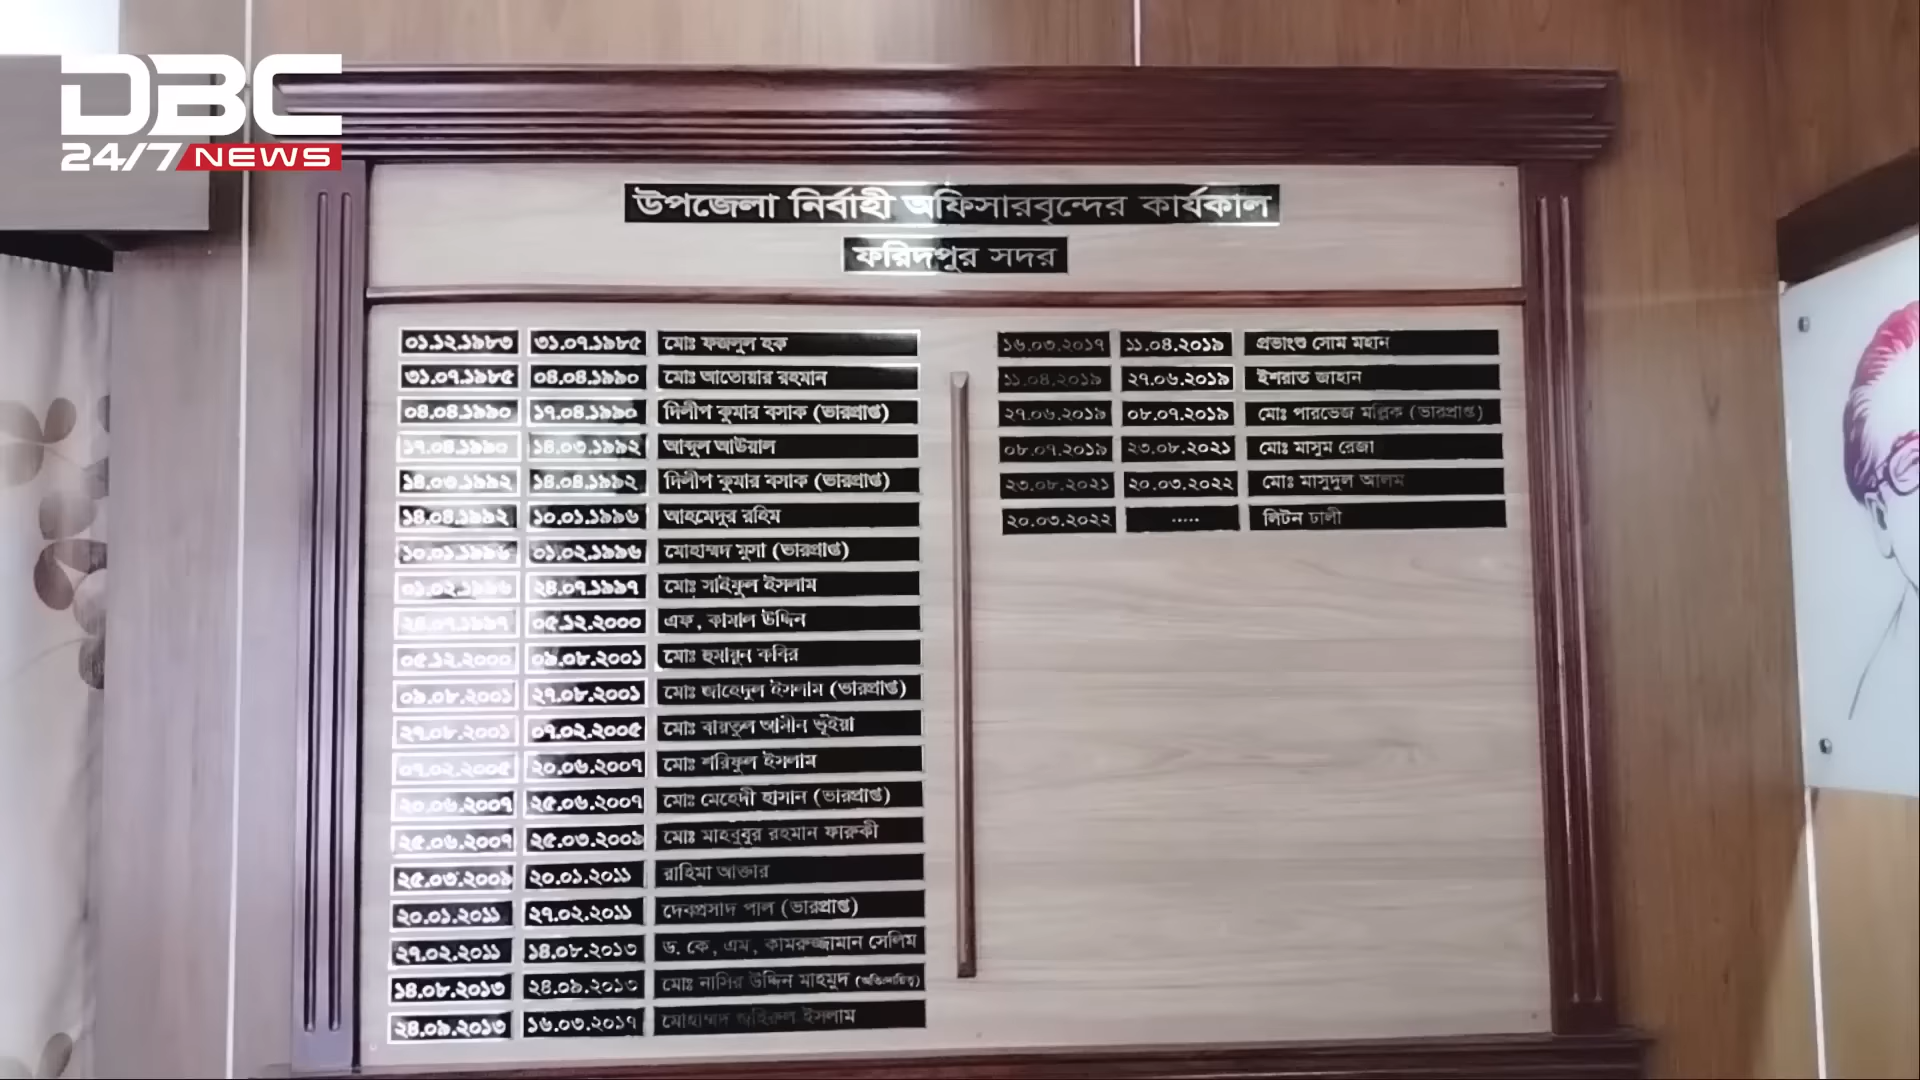 DBC
24/7 NEWS
উপজেলা নির্বাহী অফিসারবৃন্দের কার্যকাল
ফরিদপুর সদর
০১.১২.১৯৮৩ ৩১.০৭.১৯৮৫ মোঃ ফজলুল হক
৩১.০৭.১৯৮৫ ০৪.০৪.১৯৯০ মোঃ আতোয়ার রহমান
০৪.০৪.১৯৯০ ১৭.০৪.১৯৯০ দিলীপ কুমার বসাক (ভারপ্রাপ্ত)
১৭.০৪.১৯৯০ ১৪.০৩.১৯৯২ আব্দুল আউয়াল
১৪.০৩.১৯৯২ ১৪.০৪.১৯৯২ দিলীপ কুমার বসাক (ভারপ্রাপ্ত)
১৪.০৪.১৯৯২ ১০.০১.১৯৯৬ আহমেদুর রহিম
১০.০১.১৯৯৬ ০১.০২.১৯৯৬ মোহাম্মদ মুসা (ভারপ্রাপ্ত)
০১.০২.১৯৯৬ ২৪.০৭.১৯৯৭ মোঃ সাইফুল ইসলাম
২৪.০৭.১৯৯৭ ০৫.১২.২০০০ এফ, কামাল উদ্দিন
০৫.১২.২০০০ ০৯.০৮.২০০১ মোঃ হুমায়ুন কবির
০৯.০৮.২০০১ ২৭.০৮.২০০১ মোঃ জাহেদুল ইসলাম (ভারপ্রাপ্ত)
২৭.০৮.২০০১ ০৭.০২.২০০৫ মোঃ বায়তুল আমীন ভূঁইয়া
০৭.০২.২০০৫ ২০.০৬.২০০৭ মোঃ শরিফুল ইসলাম
২০.০৬.২০০৭ ২৫.০৬.২০০৭ মোঃ মেহেদী হাসান (ভারপ্রাপ্ত)
২৫.০৬.২০০৭ ২৫.০৩.২০০৯ মোঃ মাহবুবুর রহমান ফারুকী
২৫.০৩.২০০৯ ২০.০১.২০১১ রাহিমা আক্তার
২০.০১.২০১১ ২৭.০২.২০১১ দেবপ্রসাদ পাল (ভারপ্রাপ্ত)
২৭.০২.২০১১ ১৪.০৮.২০১৩ ড. কে, এম, কামরুজ্জামান সেলিম
১৪.০৮.২০১৩ ২৪.০৯.২০১৩ মোঃ নাসির উদ্দিন মাহমুদ
২৪.০৯.২০১৩ ১৬.০৩.২০১৭ মোহাম্মদ জহিরুল ইসলাম
১৬.০৩.২০১৭ ১১.০৪.২০১৯ প্রভাংশু সোম মহান
১১.০৪.২০১৯ ২৭.০৬.২০১৯ ইশরাত জাহান
২৭.০৬.২০১৯ ০৮.০৭.২০১৯ মোঃ পারভেজ মল্লিক (ভারপ্রাপ্ত)
০৮.০৭.২০১৯ ২৩.০৮.২০২১ মোঃ মাসুম রেজা
২৩.০৮.২০২১ ২০.০৩.২০২২ মোঃ মাসুদুল আলম
২০.০৩.২০২২ ..... লিটন ঢালী